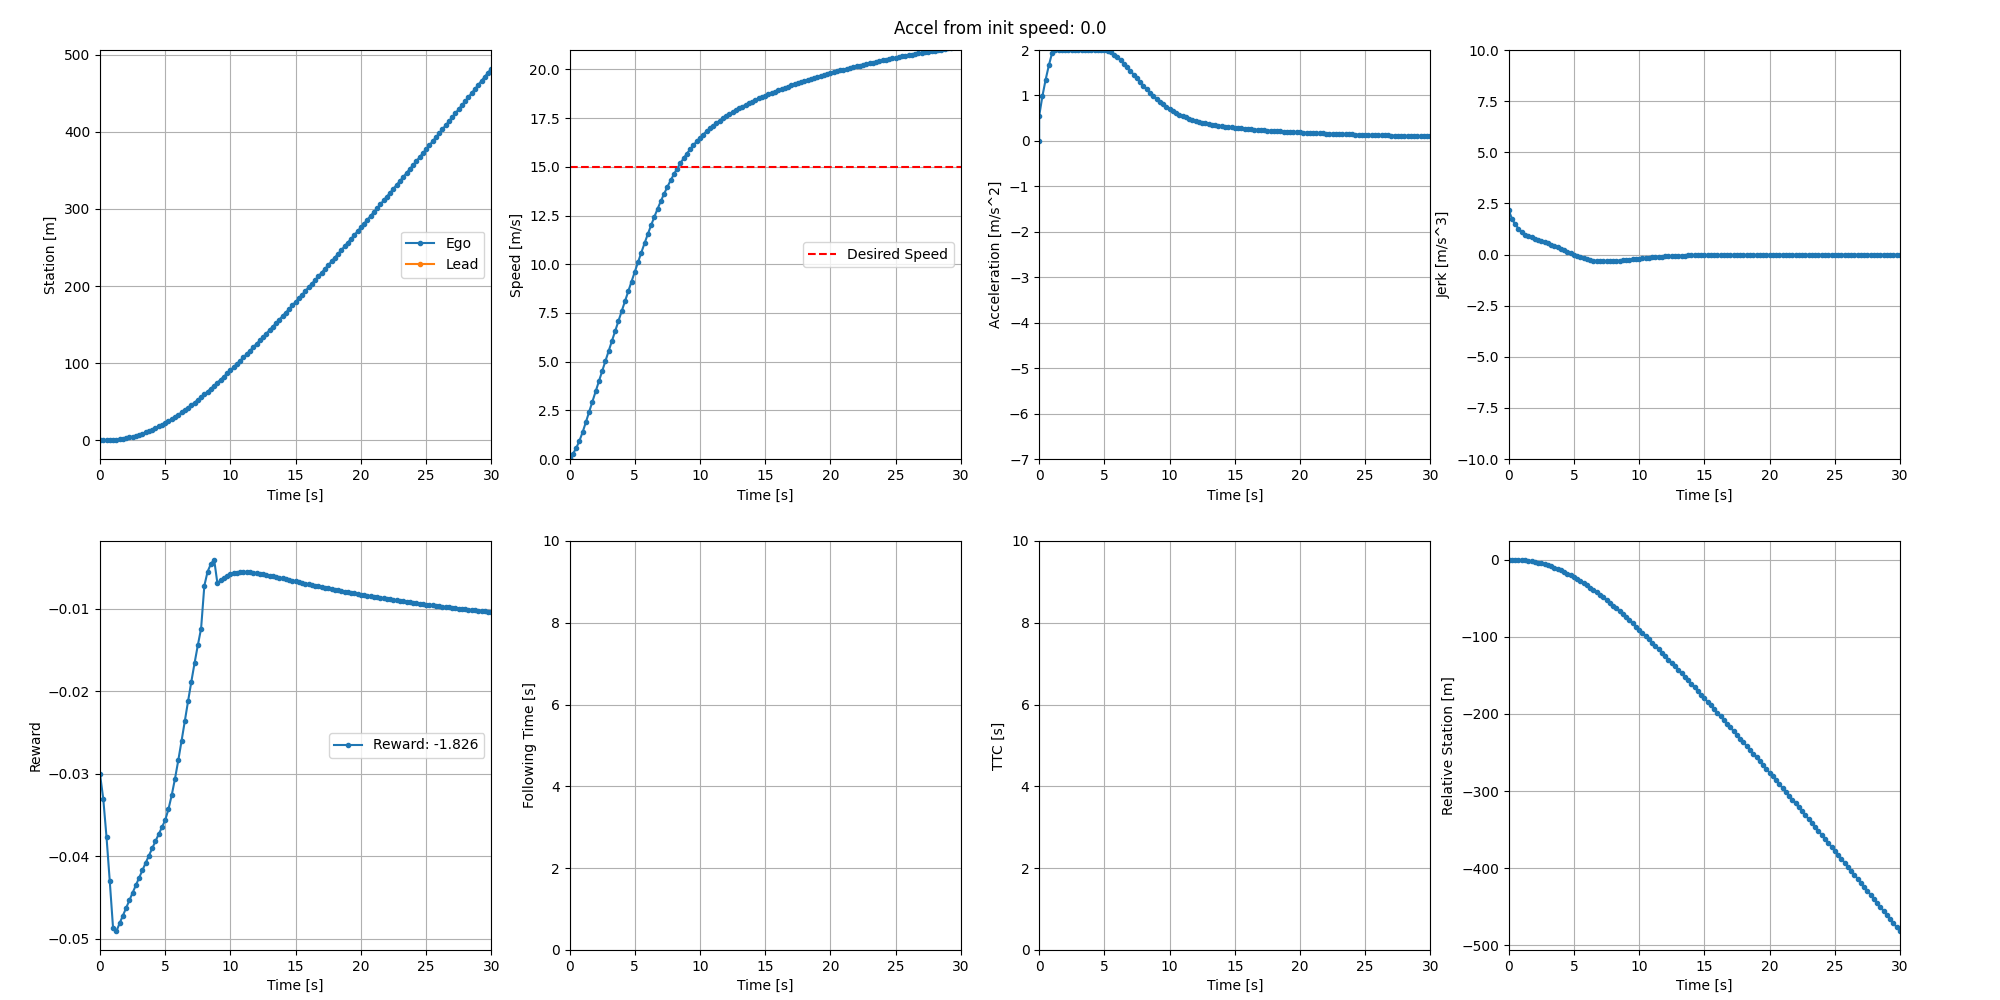 Accel from init speed: 0.0
Station [m]
500
400
300
200
100
0
0 5 10 15 20 25 30
Time [s]
Ego
Lead
Speed [m/s]
20.0
17.5
15.0
12.5
10.0
7.5
5.0
2.5
0.0
0 5 10 15 20 25 30
Time [s]
Desired Speed
Acceleration [m/s^2]
2
1
0
−1
−2
−3
−4
−5
−6
−7
0 5 10 15 20 25 30
Time [s]
Jerk [m/s^3]
10.0
7.5
5.0
2.5
0.0
−2.5
−5.0
−7.5
−10.0
0 5 10 15 20 25 30
Time [s]
Reward
−0.01
−0.02
−0.03
−0.04
−0.05
0 5 10 15 20 25 30
Time [s]
Reward: -1.826
Following Time [s]
10
8
6
4
2
0
0 5 10 15 20 25 30
Time [s]
TTC [s]
10
8
6
4
2
0
0 5 10 15 20 25 30
Time [s]
Relative Station [m]
0
−100
−200
−300
−400
−500
0 5 10 15 20 25 30
Time [s]